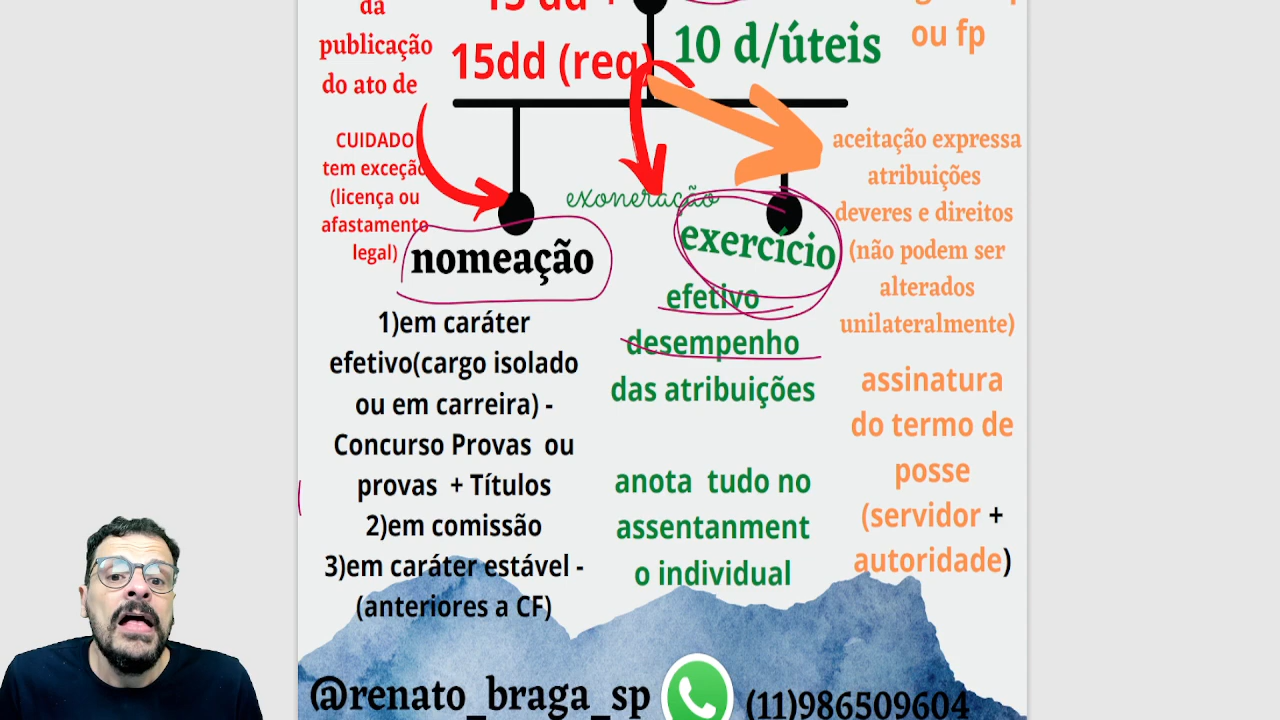 da
publicação
do ato de
15 dd +
15dd (req)
10 d/úteis
ou fp
CUIDADO
tem exceção
(licença ou
afastamento
legal)
exoneração
nomeação
exercício
1)em caráter
efetivo(cargo isolado
ou em carreira) -
Concurso Provas ou
provas + Títulos
2)em comissão
3)em caráter estável -
(anteriores a CF)
efetivo
desempenho
das atribuições
anota tudo no
assentanment
o individual
aceitação expressa
atribuições
deveres e direitos
(não podem ser
alterados
unilateralmente)
assinatura
do termo de
posse
(servidor +
autoridade)
@renato_braga_sp
(11)986509604